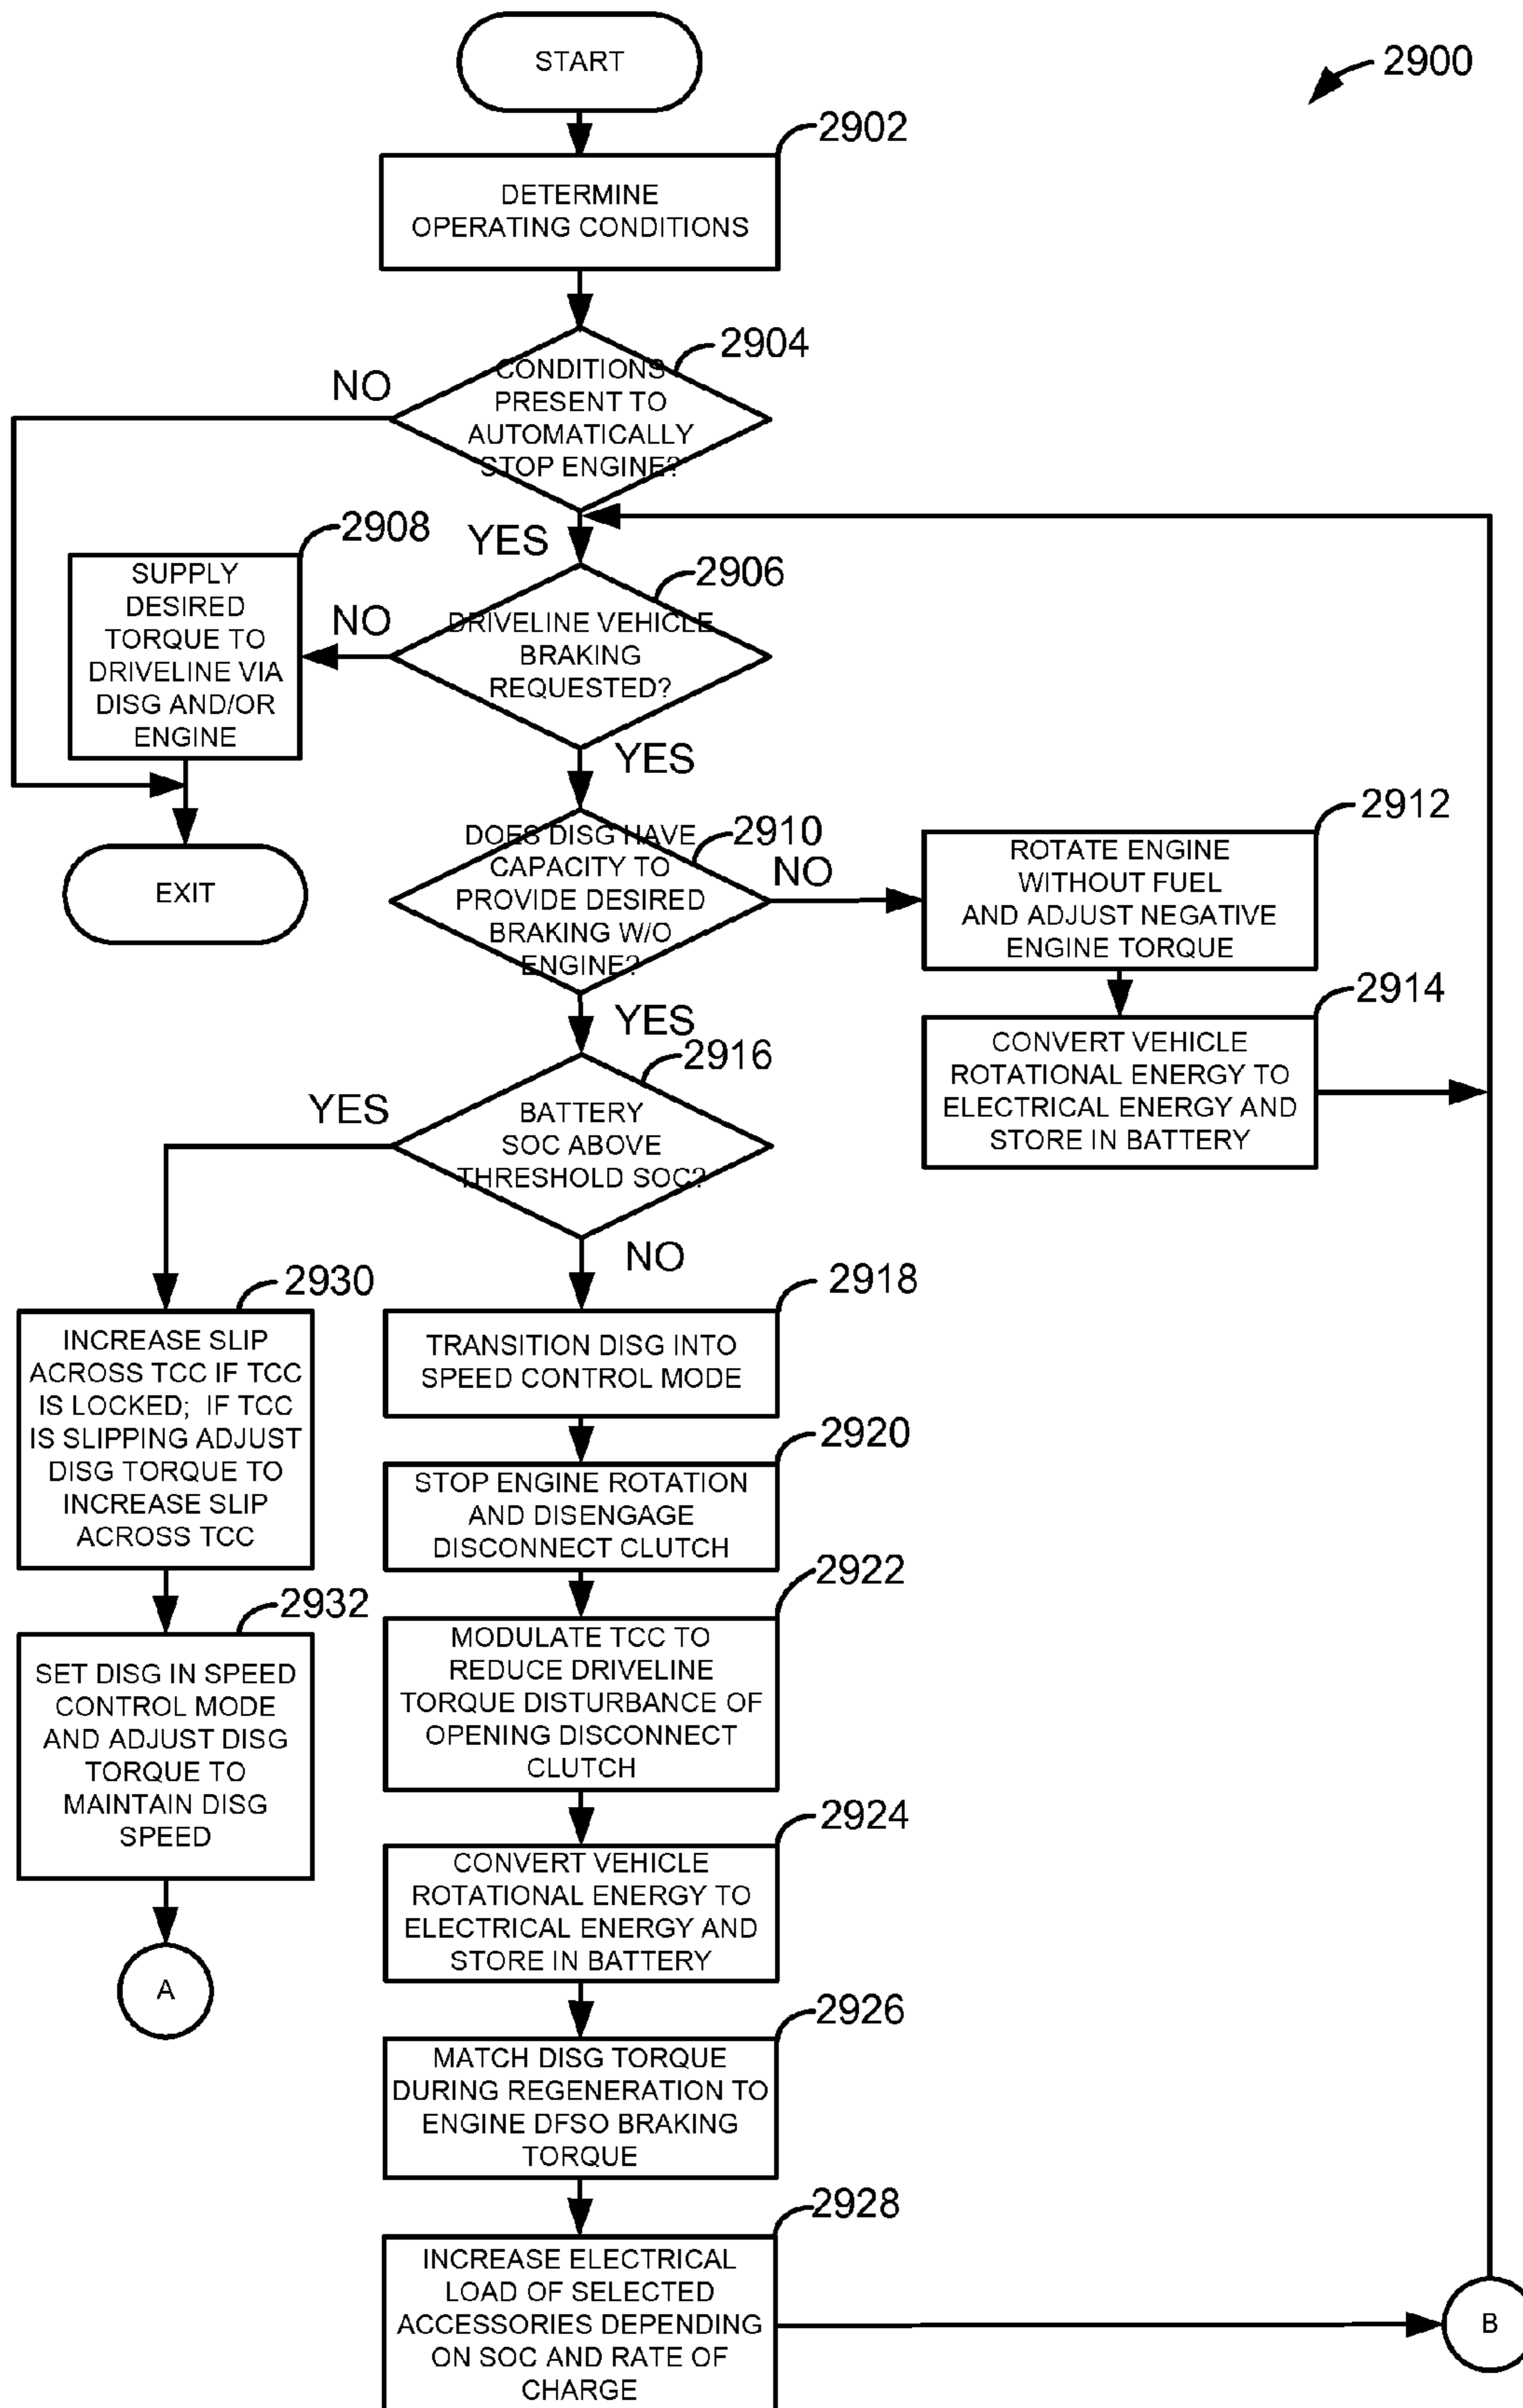 START
2900
2902
DETERMINE
OPERATING CONDITIONS
2904
NO
CONDITIONS
PRESENT TO
AUTOMATICALLY
STOP ENGINE?
YES
2908
SUPPLY
DESIRED
TORQUE TO
DRIVELINE VIA
DISG AND/OR
ENGINE
NO
2906
DRIVELINE VEHICLE
BRAKING
REQUESTED?
YES
EXIT
2910
DOES DISG HAVE
CAPACITY TO
PROVIDE DESIRED
BRAKING W/O
ENGINE?
NO
2912
ROTATE ENGINE
WITHOUT FUEL
AND ADJUST NEGATIVE
ENGINE TORQUE
2914
CONVERT VEHICLE
ROTATIONAL ENERGY TO
ELECTRICAL ENERGY AND
STORE IN BATTERY
YES
2916
YES
BATTERY
SOC ABOVE
THRESHOLD SOC?
NO
2930
INCREASE SLIP
ACROSS TCC IF TCC
IS LOCKED; IF TCC
IS SLIPPING ADJUST
DISG TORQUE TO
INCREASE SLIP
ACROSS TCC
2932
SET DISG IN SPEED
CONTROL MODE
AND ADJUST DISG
TORQUE TO
MAINTAIN DISG
SPEED
A
2918
TRANSITION DISG INTO
SPEED CONTROL MODE
2920
STOP ENGINE ROTATION
AND DISENGAGE
DISCONNECT CLUTCH
2922
MODULATE TCC TO
REDUCE DRIVELINE
TORQUE DISTURBANCE OF
OPENING DISCONNECT
CLUTCH
2924
CONVERT VEHICLE
ROTATIONAL ENERGY TO
ELECTRICAL ENERGY AND
STORE IN BATTERY
2926
MATCH DISG TORQUE
DURING REGENERATION TO
ENGINE DFSO BRAKING
TORQUE
2928
INCREASE ELECTRICAL
LOAD OF SELECTED
ACCESSORIES DEPENDING
ON SOC AND RATE OF
CHARGE
B